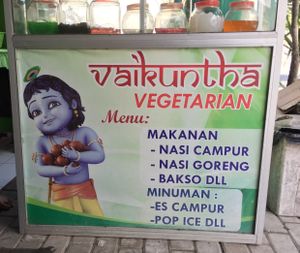 vaikuntha
VEGETARIAN
Menu:
MAKANAN
- NASI CAMPUR
- NASI GORENG
- BAKSO DLL
MINUMAN :
-ES CAMPUR
-POP ICE DLL